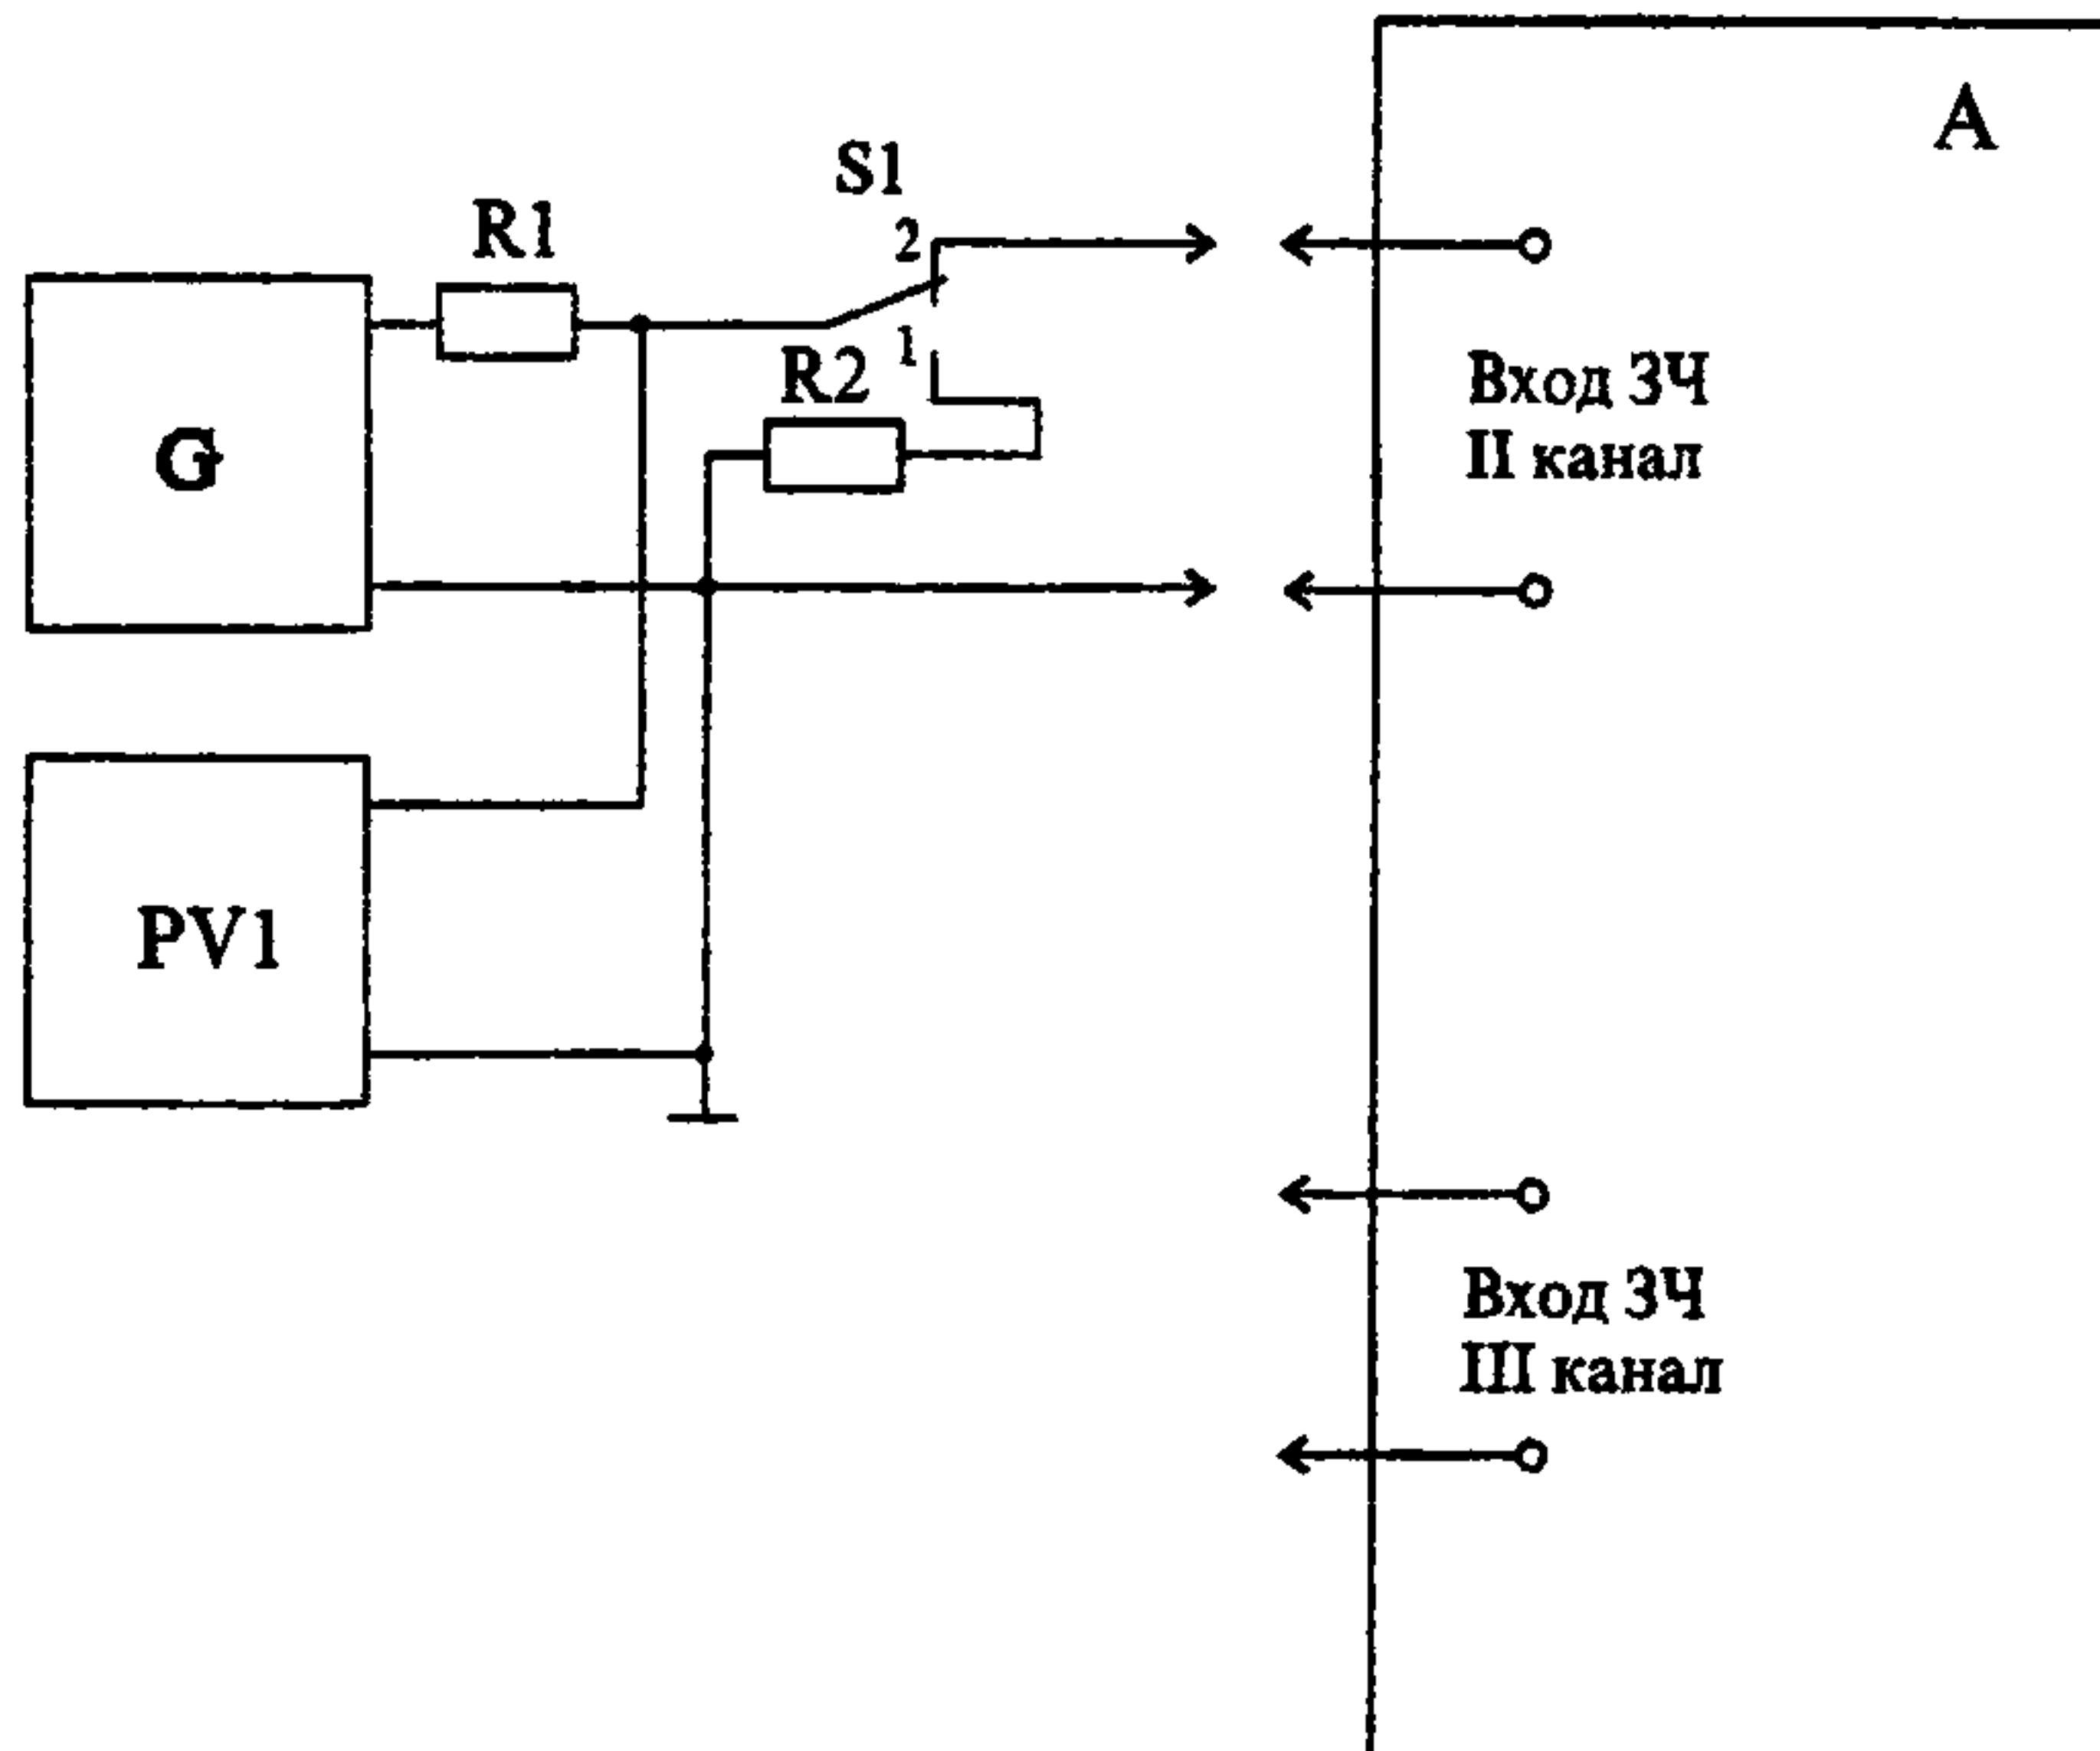 A
S1
2
R1
1
R2
G
Вход ЗЧ
II канал
PV1
Вход ЗЧ
III канал